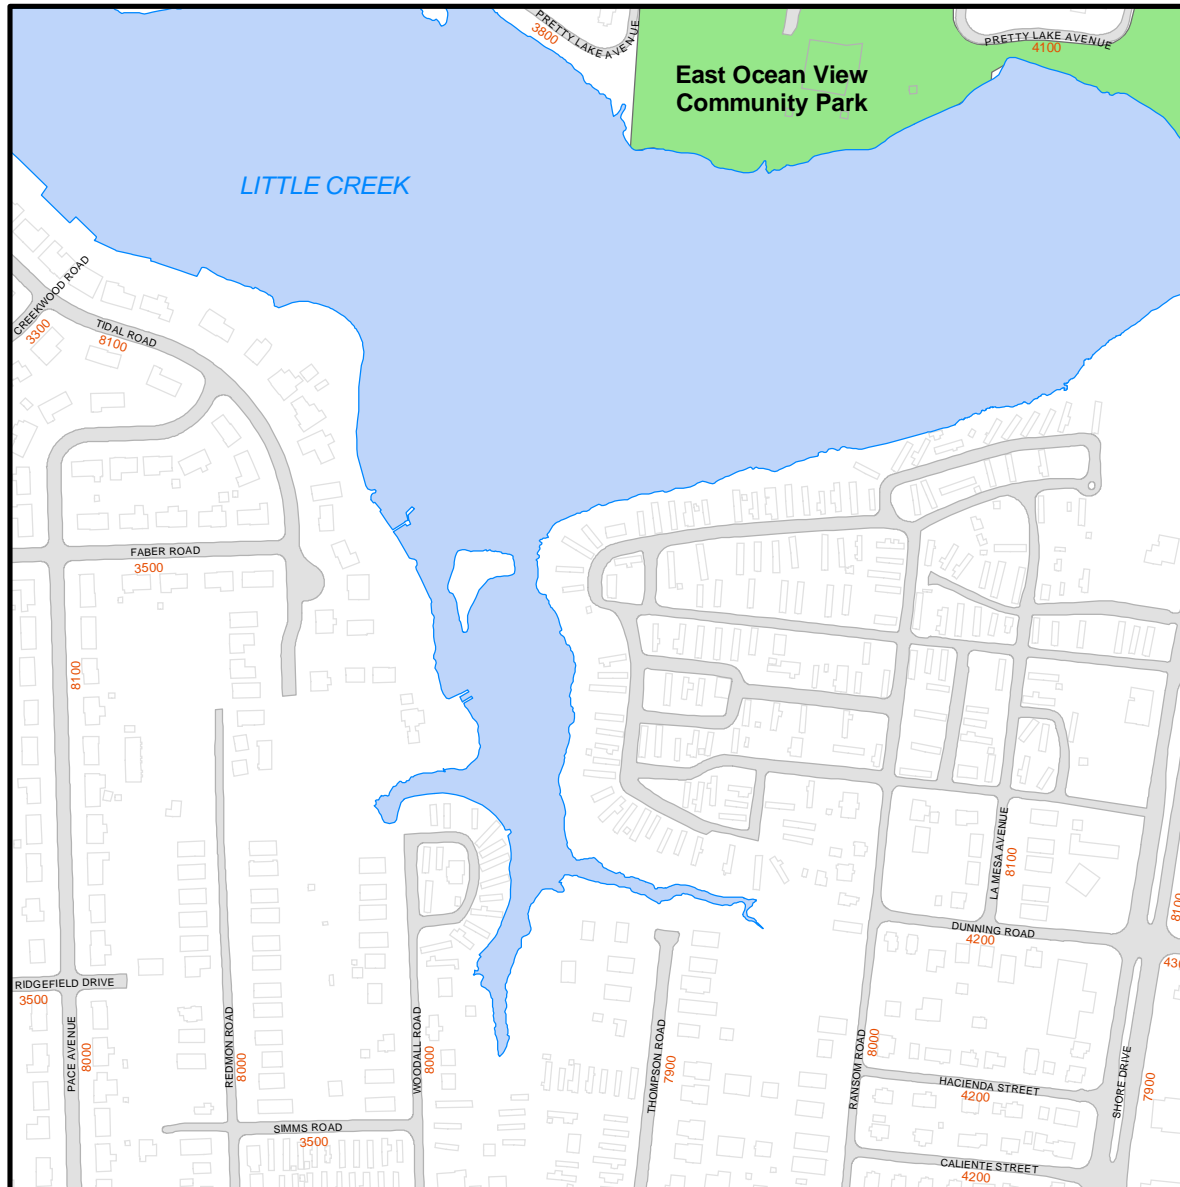 PRETTY LAKE AVENUE
3800
PRETTY LAKE AVENUE
4100
East Ocean View
Community Park
LITTLE CREEK
CREEKWOOD ROAD
3300
TIDAL ROAD
8100
FABER ROAD
3500
8100
LA MESA AVENUE
8100
8100
DUNNING ROAD
4200
430
RIDGEFIELD DRIVE
3500
PACE AVENUE
8000
REDMON ROAD
8000
WOODALL ROAD
8000
THOMPSON ROAD
7900
RANSOM ROAD
8000
HACIENDA STREET
4200
SHORE DRIVE
7900
SIMMS ROAD
3500
CALIENTE STREET
4200